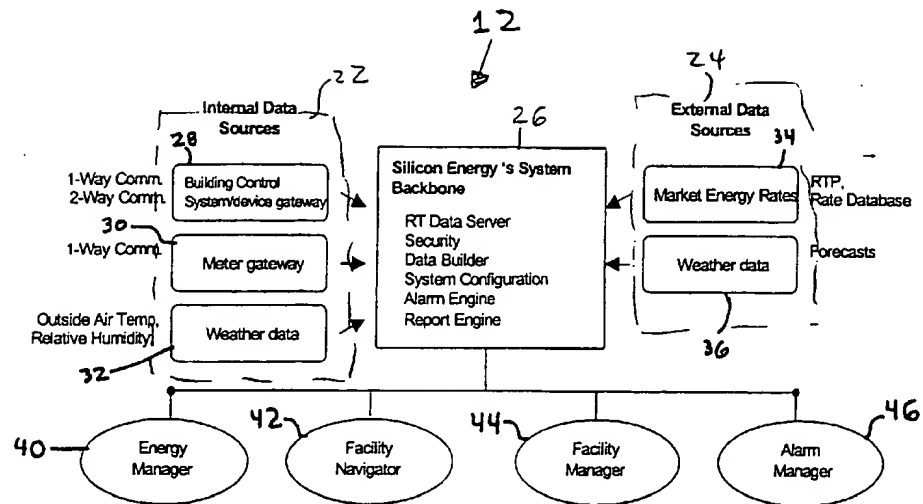 12
22
Internal Data
Sources
28
1-Way Comm.
2-Way Comm.
Building Control
System/device gateway
30
1-Way Comm.
Meter gateway
Outside Air Temp,
Relative Humidity
32
Weather data
26
Silicon Energy 's System
Backbone
RT Data Server
Security
Data Builder
System Configuration
Alarm Engine
Report Engine
24
External Data
Sources
34
Market Energy Rates
RTP,
Rate Database
Weather data
Forecasts
36
40
Energy
Manager
42
Facility
Navigator
44
Facility
Manager
46
Alarm
Manager